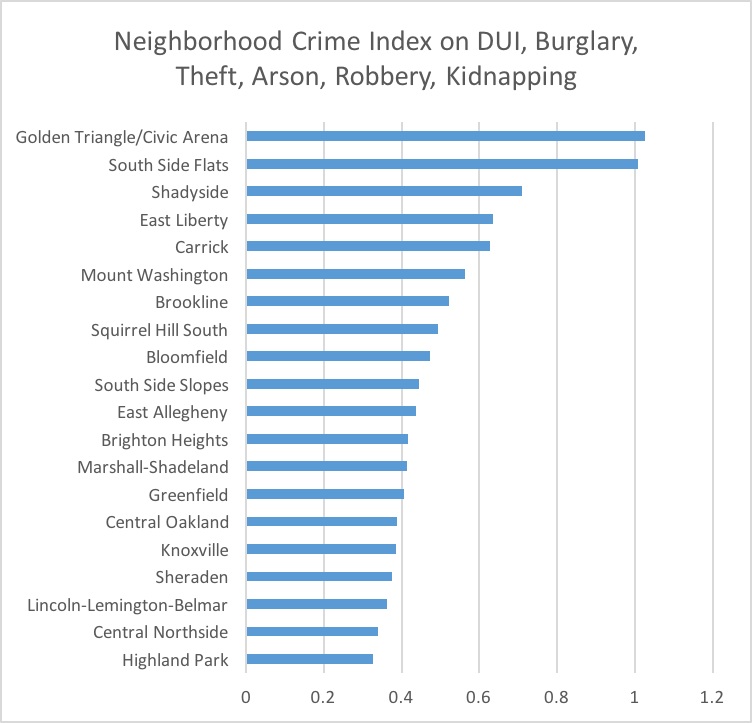 Neighborhood Crime Index on DUI, Burglary,
Theft, Arson, Robbery, Kidnapping
Golden Triangle/Civic Arena
South Side Flats
Shadyside
East Liberty
Carrick
Mount Washington
Brookline
Squirrel Hill South
Bloomfield
South Side Slopes
East Allegheny
Brighton Heights
Marshall-Shadeland
Greenfield
Central Oakland
Knoxville
Sheraden
Lincoln-Lemington-Belmar
Central Northside
Highland Park
0 0.2 0.4 0.6 0.8 1 1.2